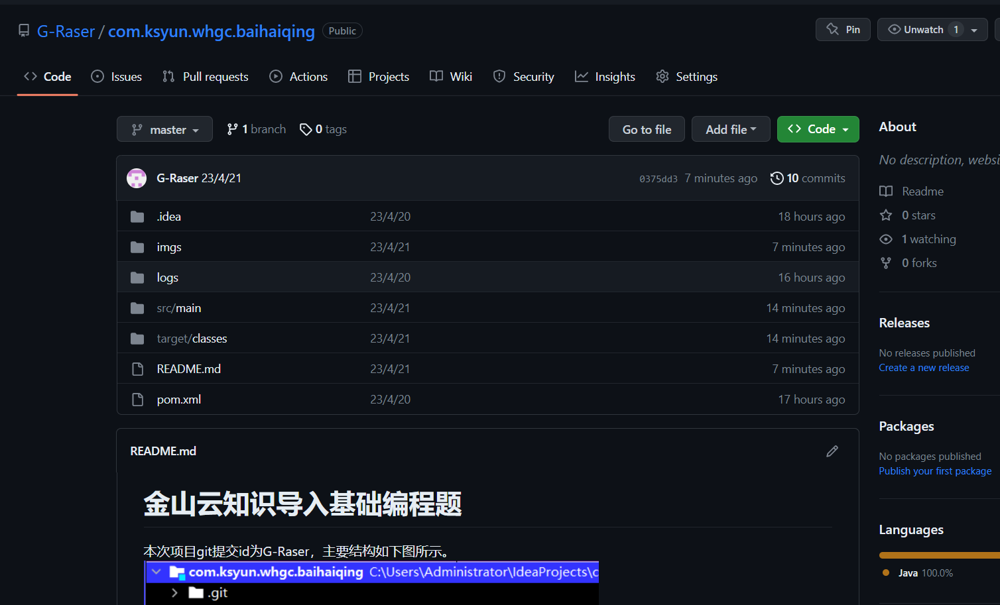 G-Raser / com.ksyun.whgc.baihaiqing Public Pin Unwatch 1
Code Issues Pull requests Actions Projects Wiki Security Insights Settings
master 1 branch 0 tags Go to file Add file Code
G-Raser 23/4/21 0375dd3 7 minutes ago 10 commits
.idea 23/4/20 18 hours ago
imgs 23/4/21 7 minutes ago
logs 23/4/20 16 hours ago
src/main 23/4/21 14 minutes ago
target/classes 23/4/21 14 minutes ago
README.md 23/4/21 7 minutes ago
pom.xml 23/4/20 17 hours ago
README.md
金山云知识导入基础编程题
本次项目git提交id为G-Raser，主要结构如下图所示。
com.ksyun.whgc.baihaiqing C:\Users\Administrator\IdeaProjects\c
.git
About
No description, websi
Readme
0 stars
1 watching
0 forks
Releases
No releases published
Create a new release
Packages
No packages published
Publish your first package
Languages
Java 100.0%